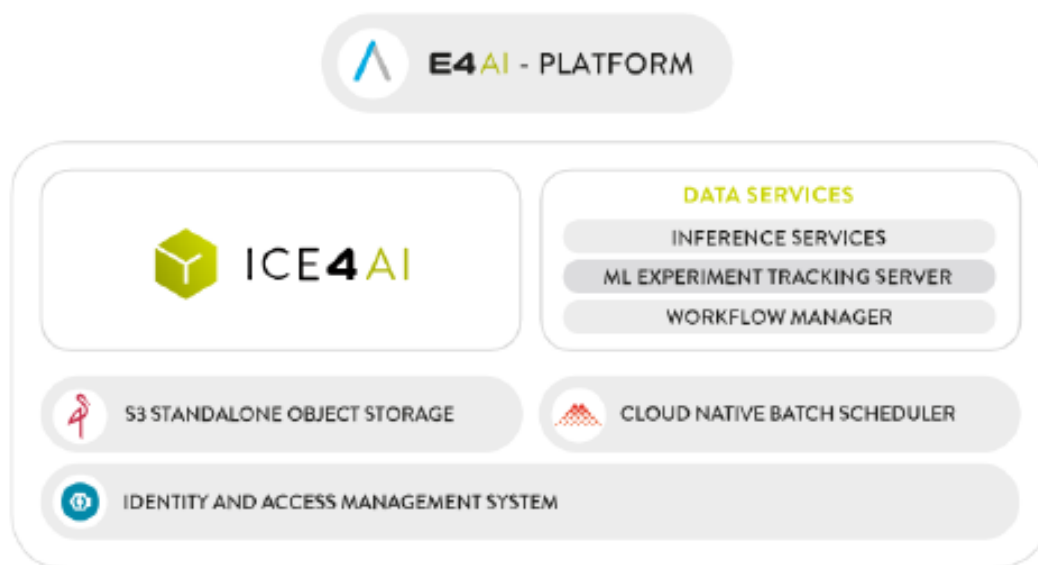 E4AI - PLATFORM
ICE4AI
DATA SERVICES
INFERENCE SERVICES
ML EXPERIMENT TRACKING SERVER
WORKFLOW MANAGER
S3 STANDALONE OBJECT STORAGE
CLOUD NATIVE BATCH SCHEDULER
IDENTITY AND ACCESS MANAGEMENT SYSTEM